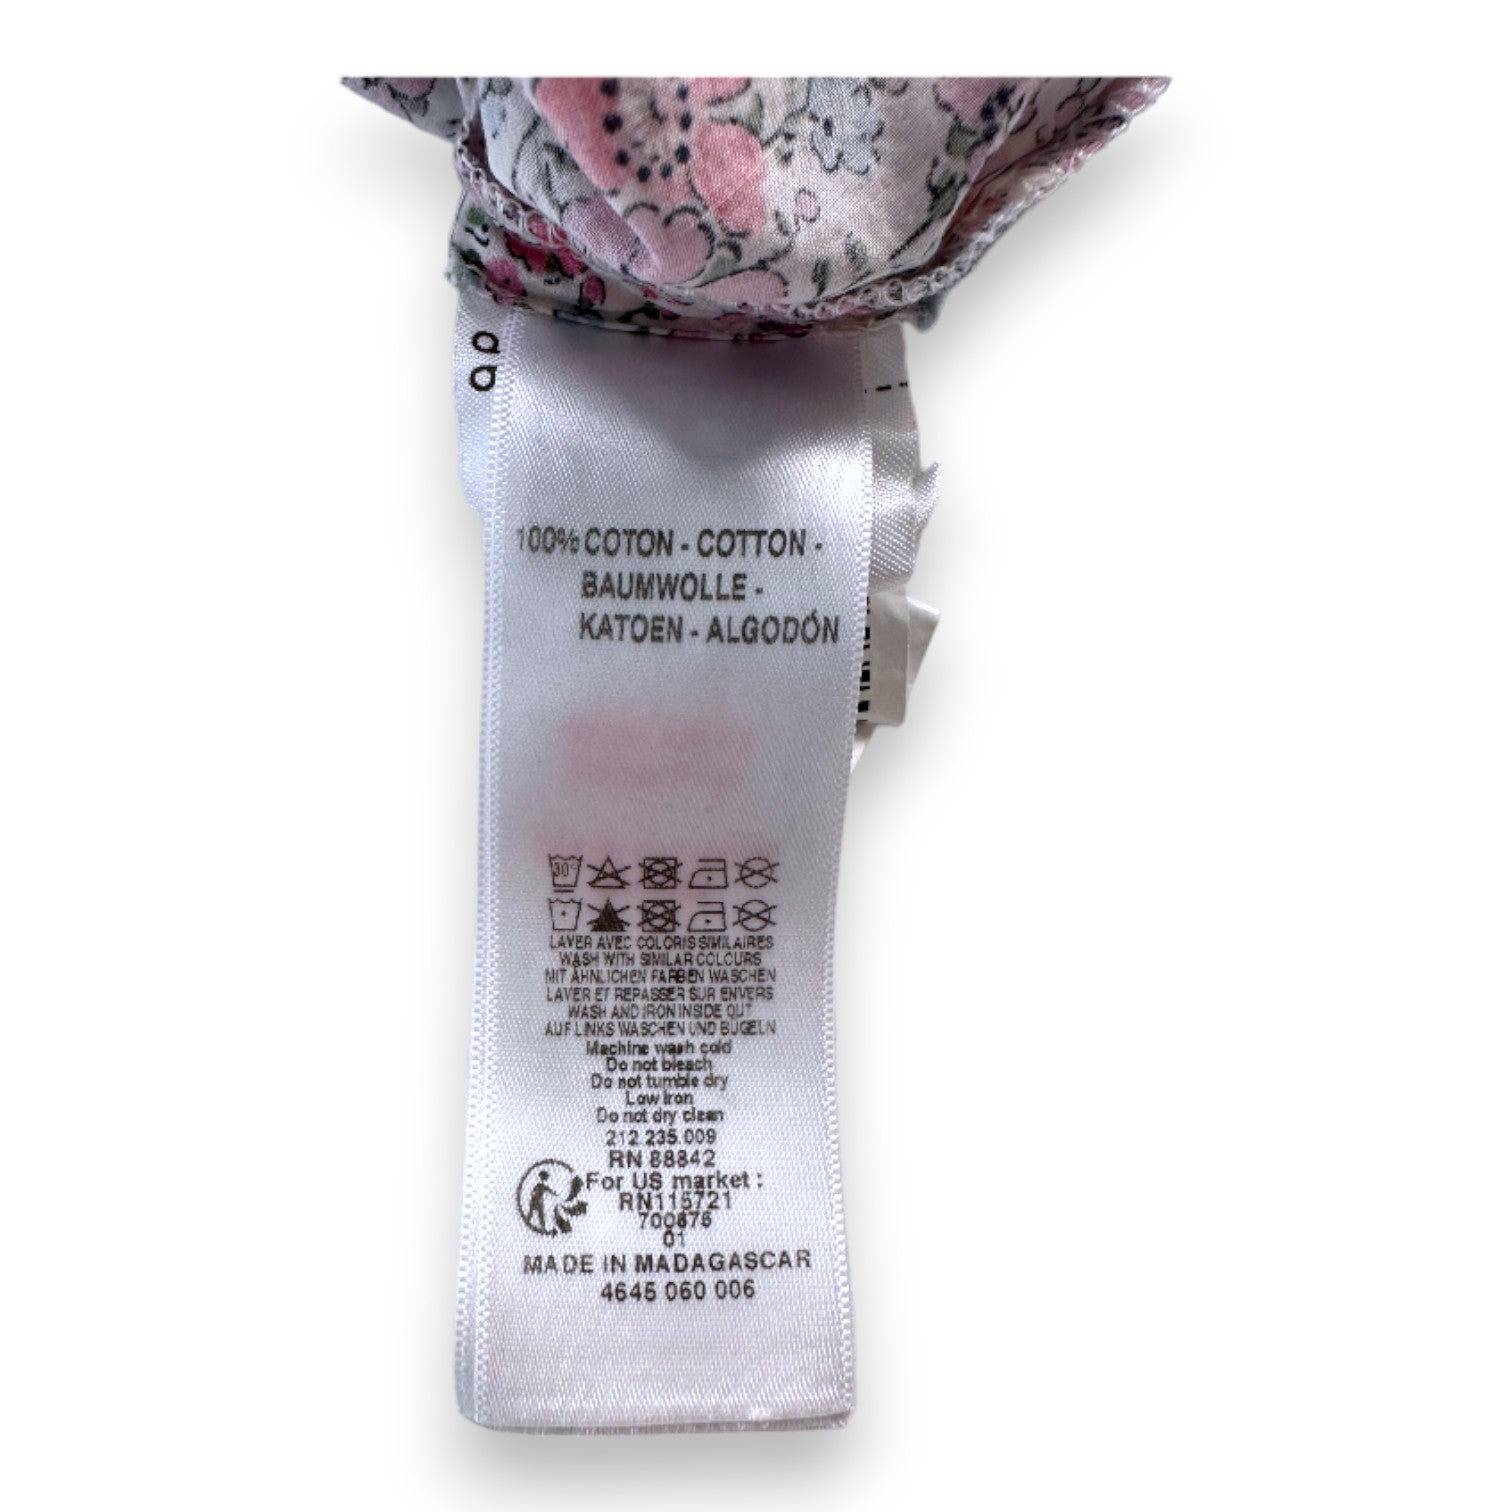 100% COTON - COTTON -
BAUMWOLLE -
KATOEN - ALGODÓN
30°
LAVER AVEC COLORIS SIMILAIRES
WASH WITH SIMILAR COLOURS
MIT ÄHNLICHEN FARBEN WASCHEN
LAVER ET REPASSER SUR ENVERS
WASH AND IRON INSIDE OUT
AUF LINKS WASCHEN UND BÜGELN
Machine wash cold
Do not bleach
Do not tumble dry
Low iron
Do not dry clean
212.235.009
RN 88842
For US market :
RN115721
700876
01
MADE IN MADAGASCAR
4645 060 006